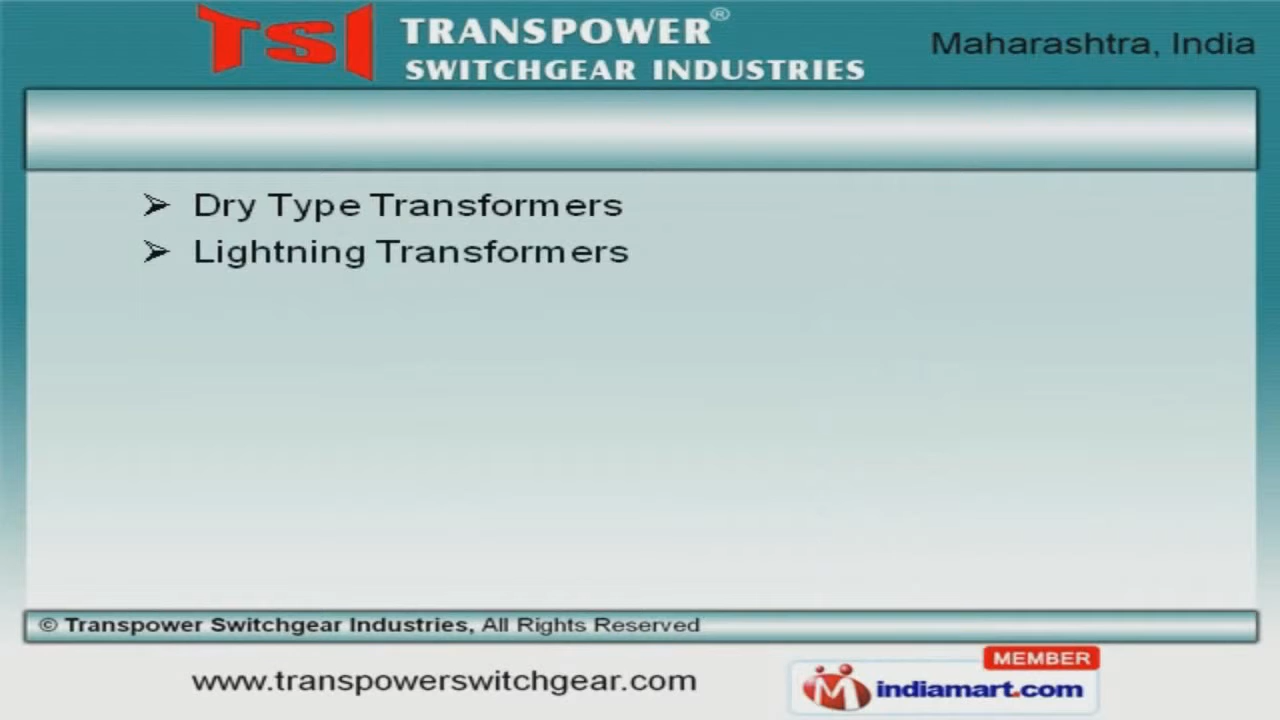 TSI
TRANSPOWER®
SWITCHGEAR INDUSTRIES
Maharashtra, India
➢ Dry Type Transformers
➢ Lightning Transformers
© Transpower Switchgear Industries, All Rights Reserved
www.transpowerswitchgear.com
MEMBER
indiamart.com